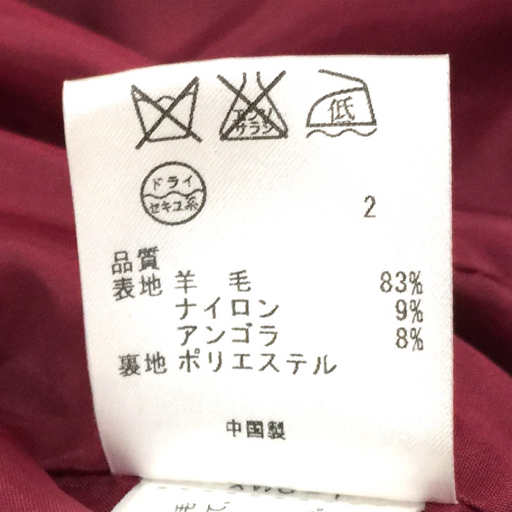 エンソ
サラシ
低
ドライ
セキユ系
2
品質
表地 羊 毛 83%
ナイロン 9%
アンゴラ 8%
裏地 ポリエステル
中国製